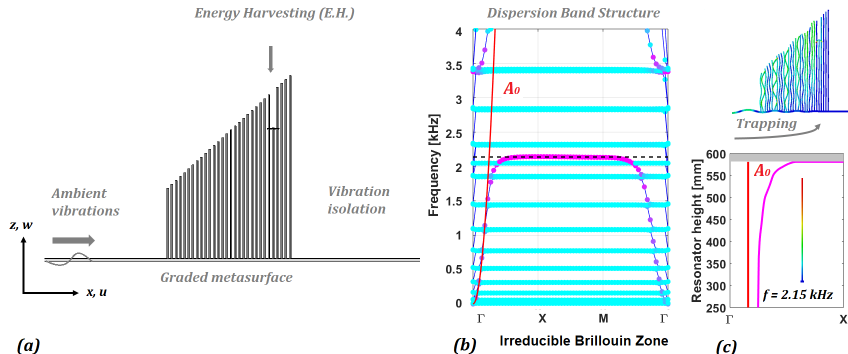 Energy Harvesting (E.H.)
Ambient
vibrations
Vibration
isolation
z, w
x, u
Graded metasurface
(a)
Dispersion Band Structure
Frequency [kHz]
4
3.5
3
2.5
2
1.5
1
0.5
0
A₀
Γ
X
M
Γ
Irreducible Brillouin Zone
(b)
Trapping
Resonator height [mm]
600
550
500
450
400
350
300
250
A₀
f = 2.15 kHz
Γ
X
(c)